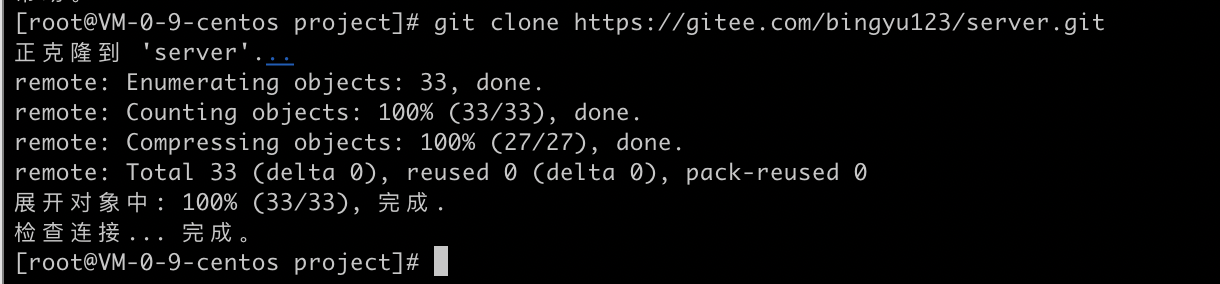 [root@VM-0-9-centos project]# git clone https://gitee.com/bingyu123/server.git
正克隆到 'server'...
remote: Enumerating objects: 33, done.
remote: Counting objects: 100% (33/33), done.
remote: Compressing objects: 100% (27/27), done.
remote: Total 33 (delta 0), reused 0 (delta 0), pack-reused 0
展开对象中: 100% (33/33), 完成.
检查连接... 完成。
[root@VM-0-9-centos project]#